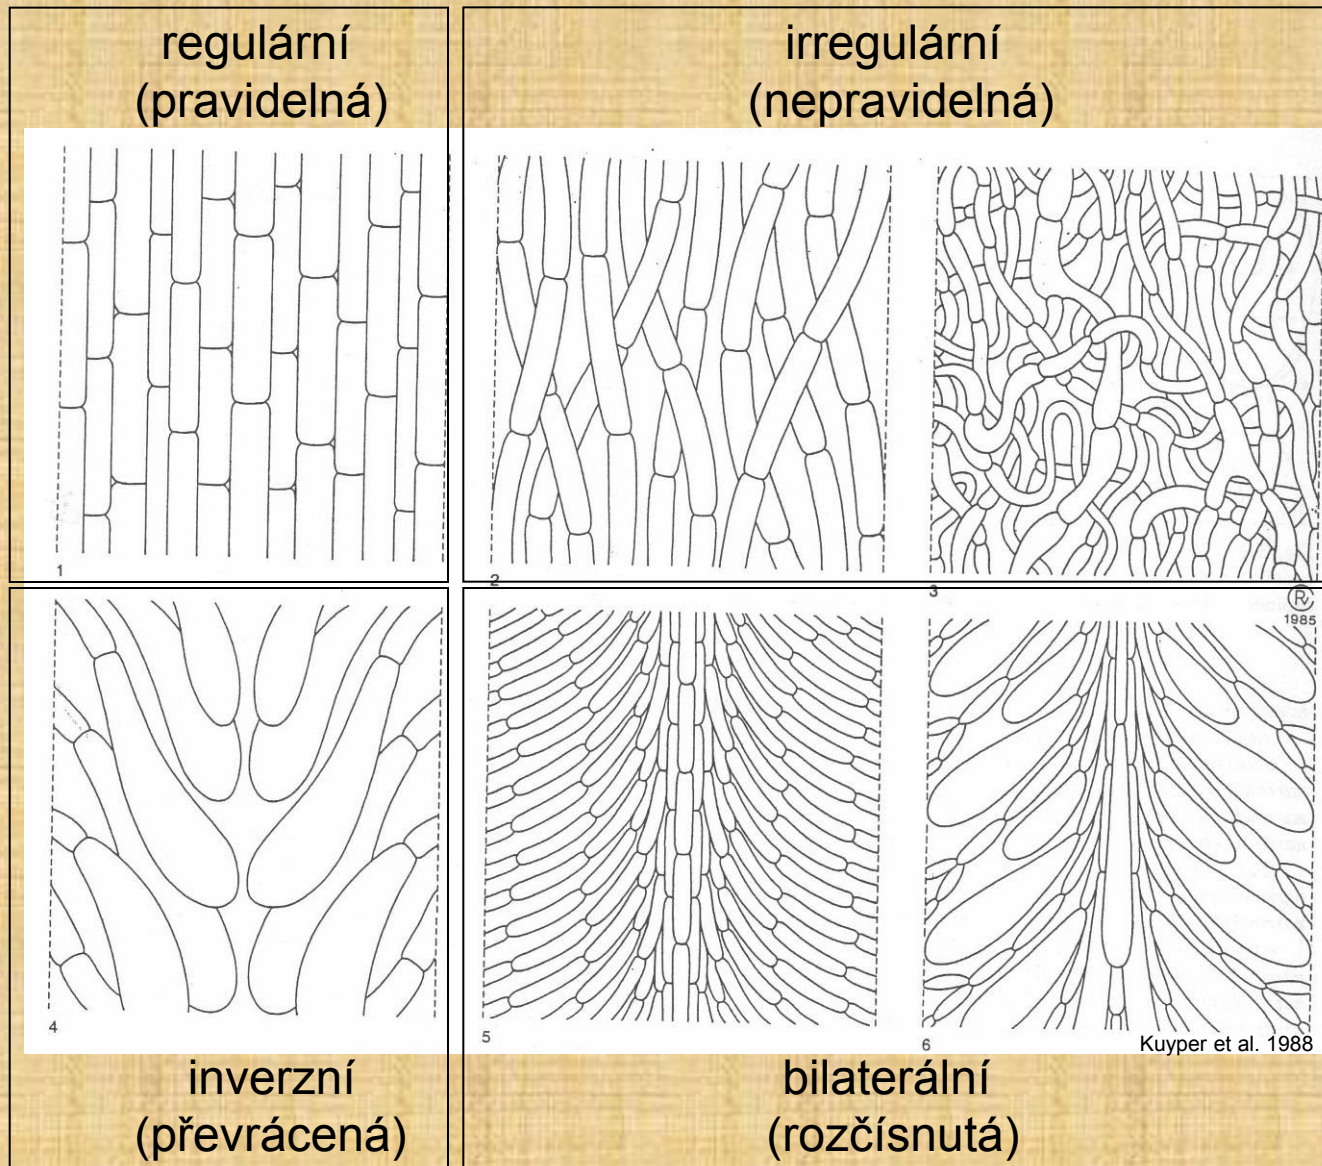 regulární
(pravidelná)
irregulární
(nepravidelná)
1
2
3
R
1985
4
5
6
Kuyper et al. 1988
inverzní
(převrácená)
bilaterální
(rozčísnutá)